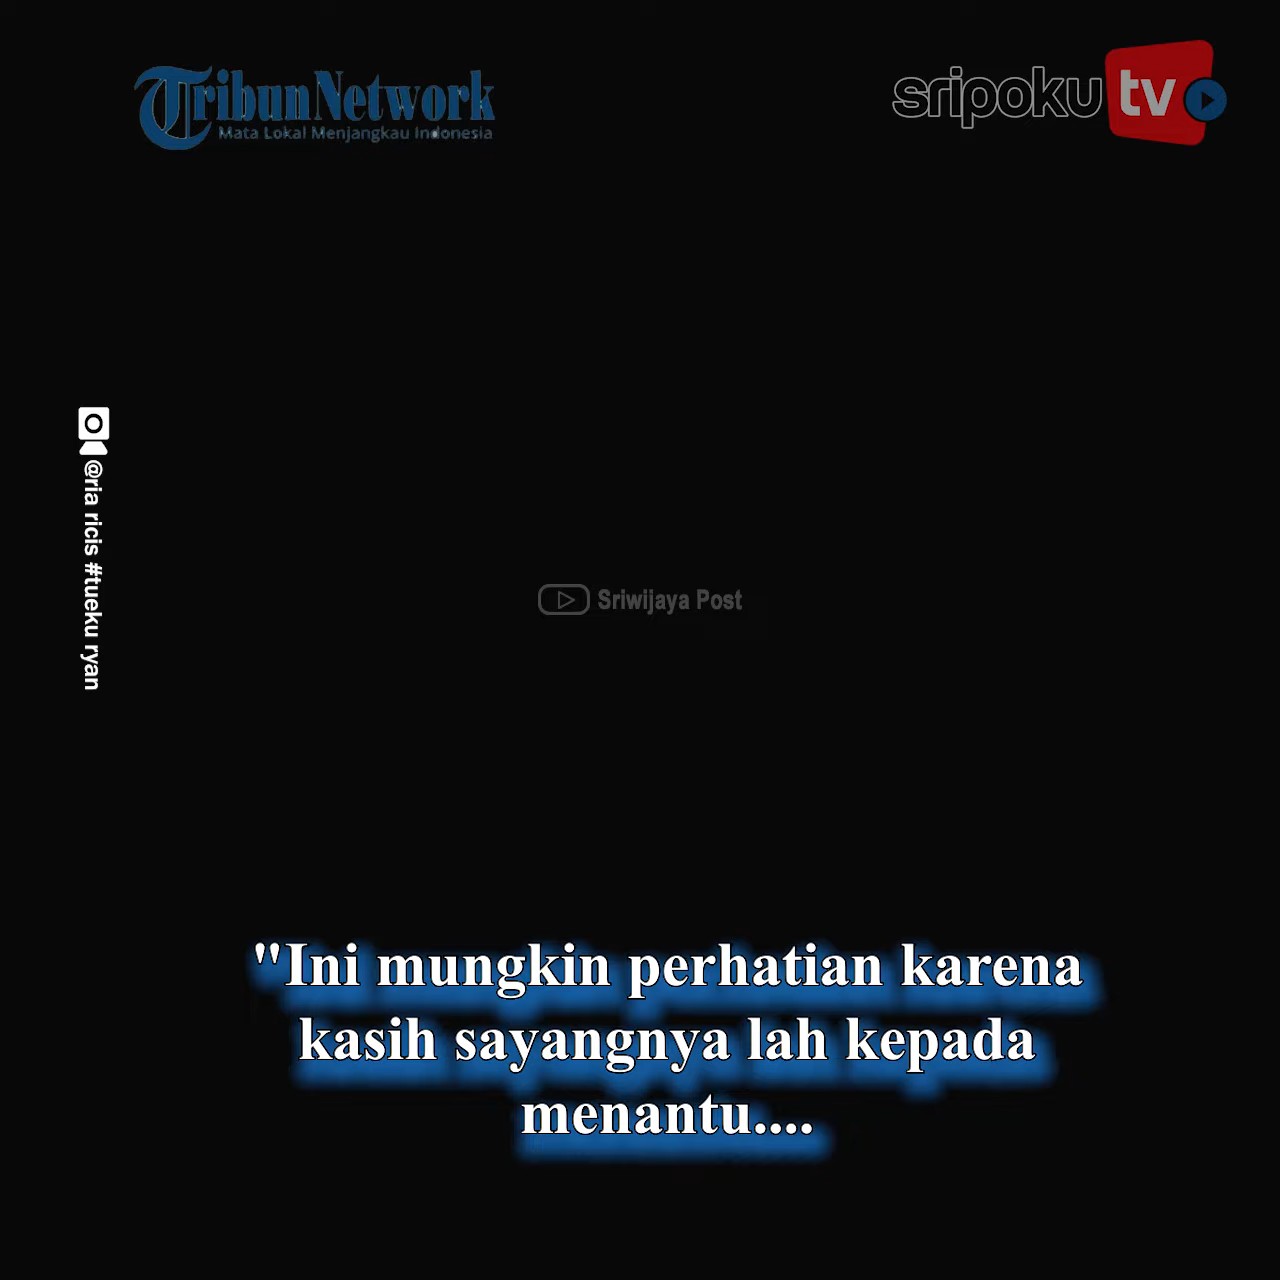 TribunNetwork
Mata Lokal Menjangkau Indonesia
sripoku tv
@ria ricis #tueku ryan
Sriwijaya Post
"Ini mungkin perhatian karena
kasih sayangnya lah kepada
menantu....